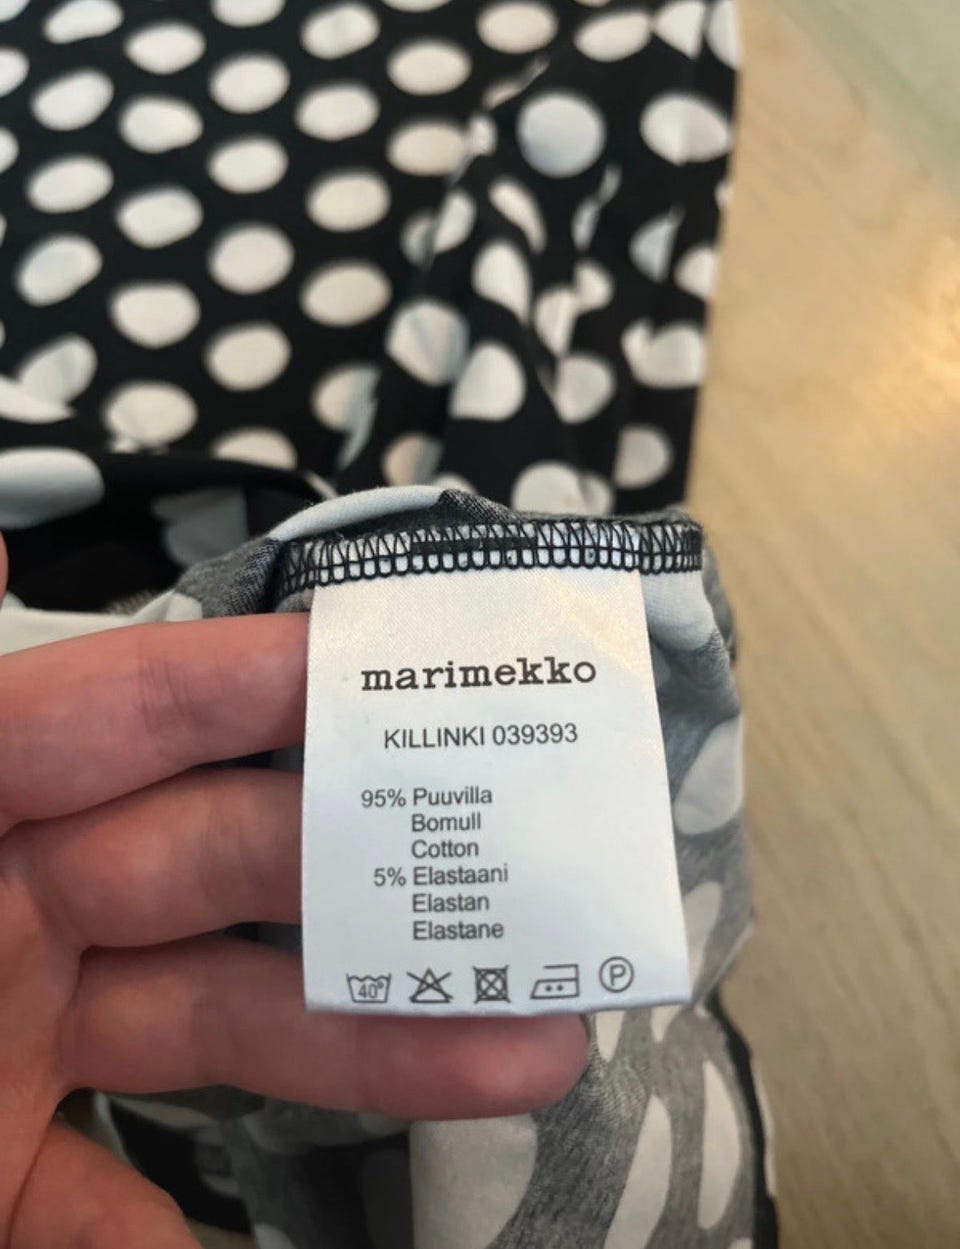 marimekko
KILLINKI 039393
95% Puuvilla
Bomull
Cotton
5% Elastaani
Elastan
Elastane
40° P